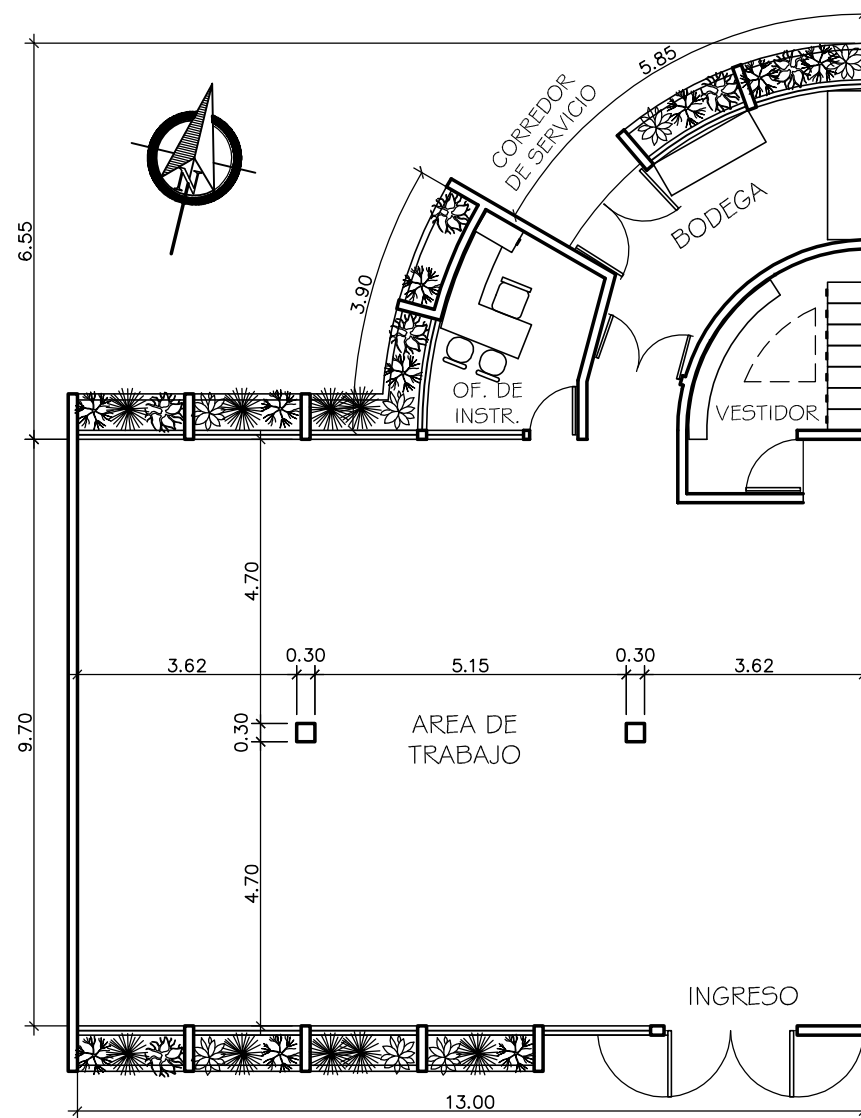 5.85
CORREDOR
DE SERVICIO
N
BODEGA
6.55
3.90
OF. DE
INSTR.
VESTIDOR
4.70
3.62
0.30
5.15
0.30
3.62
9.70
0.30
AREA DE
TRABAJO
4.70
INGRESO
13.00